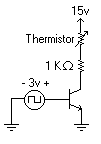 15v
Thermistor
1 KΩ
- 3v +